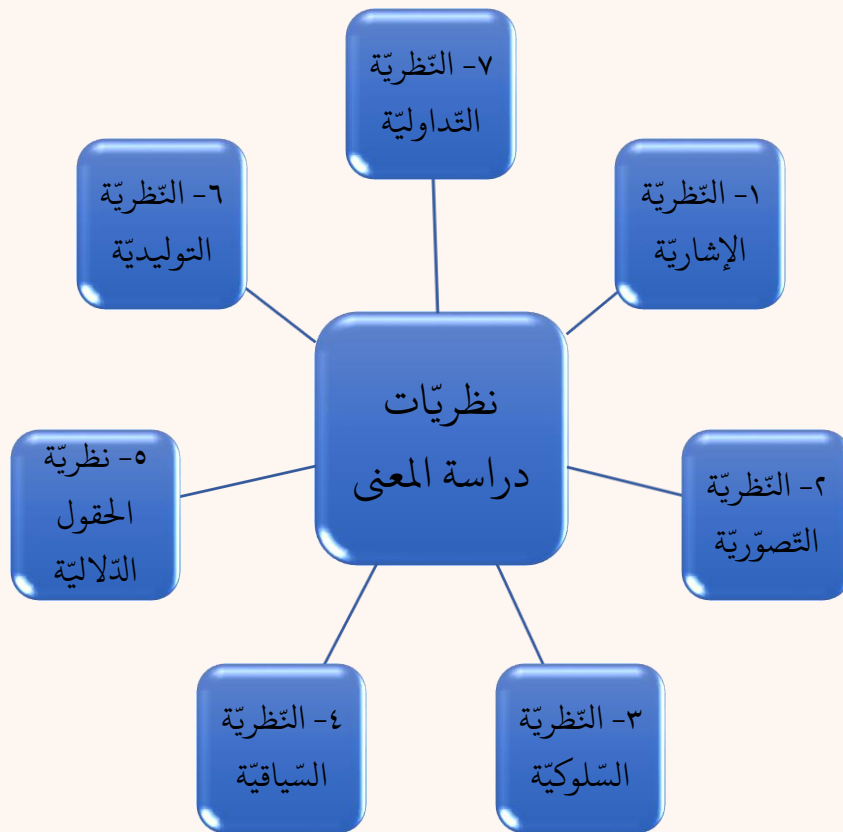 نظريّات
دراسة المعنى
١- النّظريّة
الإشاريّة
٢- النّظريّة
التّصوّريّة
٣- النّظريّة
السّلوكيّة
٤- النّظريّة
السّياقيّة
٥- نظريّة
الحقول
الدّلاليّة
٦- النّظريّة
التوليديّة
٧- النّظريّة
التّداوليّة